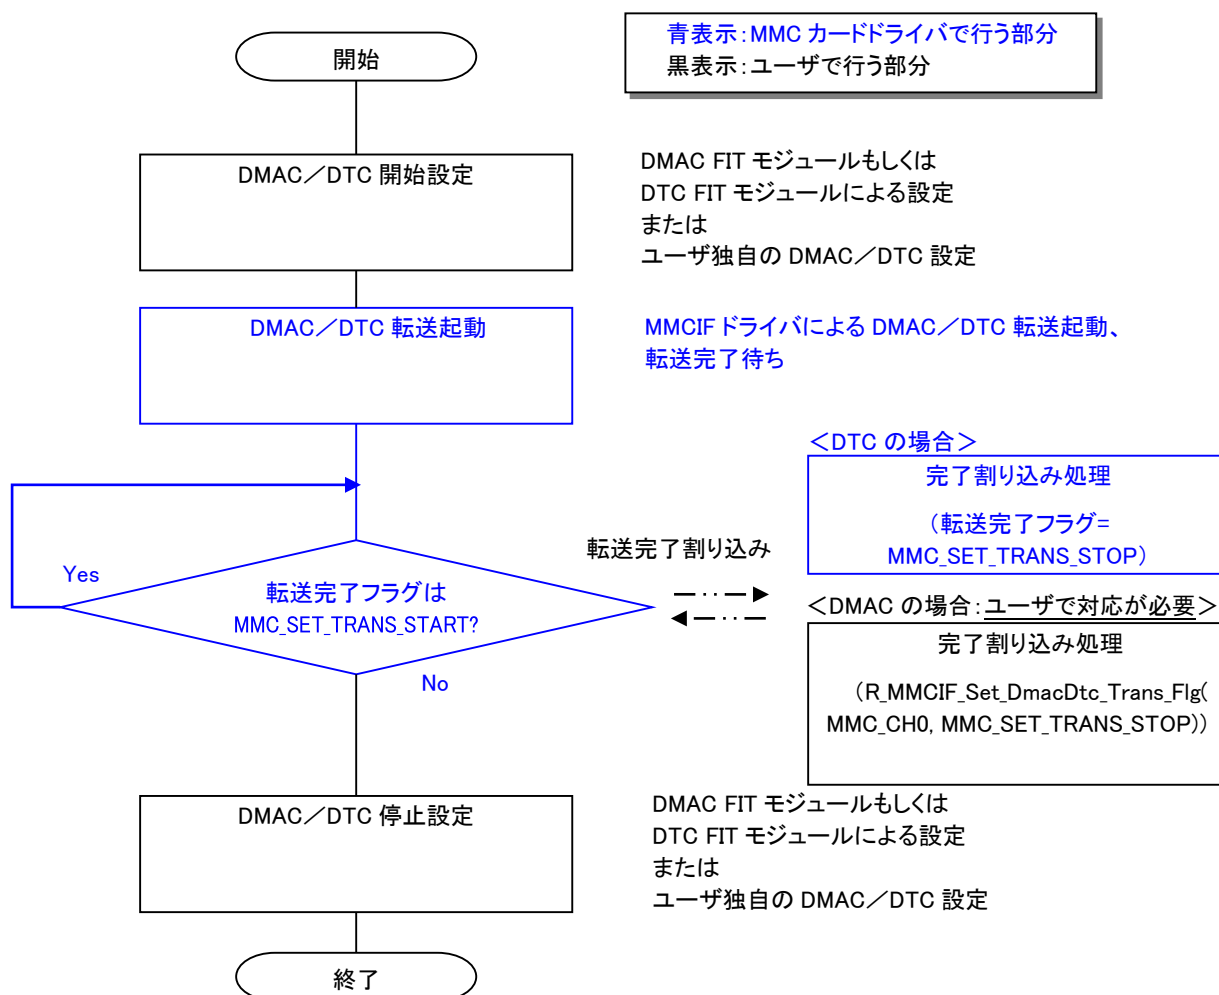 青表示：MMC カードドライバで行う部分
黒表示：ユーザで行う部分
開始
DMAC／DTC 開始設定
DMAC FIT モジュールもしくは
DTC FIT モジュールによる設定
または
ユーザ独自の DMAC／DTC 設定
DMAC／DTC 転送起動
MMCIF ドライバによる DMAC／DTC 転送起動、
転送完了待ち
＜DTC の場合＞
完了割り込み処理
（転送完了フラグ=
MMC_SET_TRANS_STOP）
転送完了割り込み
Yes
転送完了フラグは
MMC_SET_TRANS_START?
No
＜DMAC の場合：ユーザで対応が必要＞
完了割り込み処理
（R_MMCIF_Set_DmacDtc_Trans_Flg(
MMC_CH0, MMC_SET_TRANS_STOP)）
DMAC／DTC 停止設定
DMAC FIT モジュールもしくは
DTC FIT モジュールによる設定
または
ユーザ独自の DMAC／DTC 設定
終了